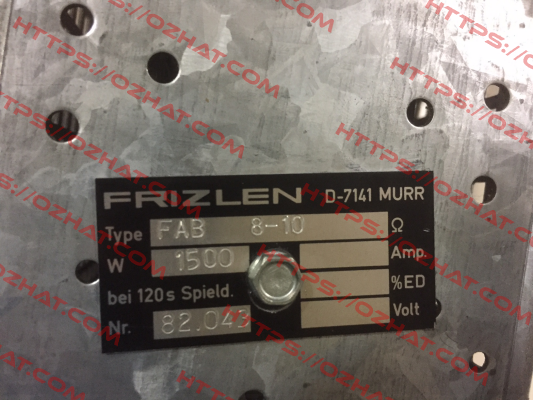 FRIZLEN D-7141 MURR
Type FAB 8-10 Ω
W 1500 Amp.
bei 120s Spield. %ED
Nr. 82.043 Volt
HTTPS://OZHAT.COM